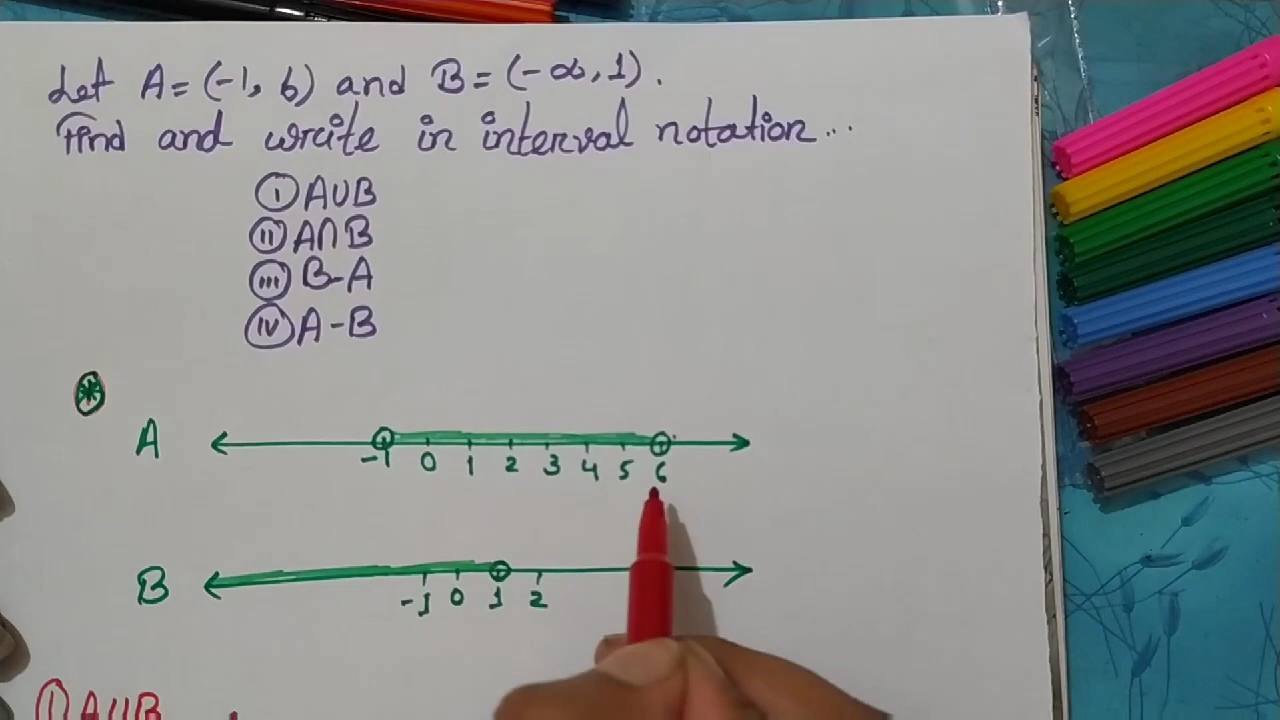 Let A = (-1, 6) and B = (-∞, 1).
Find and write in interval notation...
(i) A∪B
(ii) A∩B
(iii) B-A
(iv) A-B
*
A
-1 0 1 2 3 4 5 6
B
-1 0 1 2
(i) A∪B